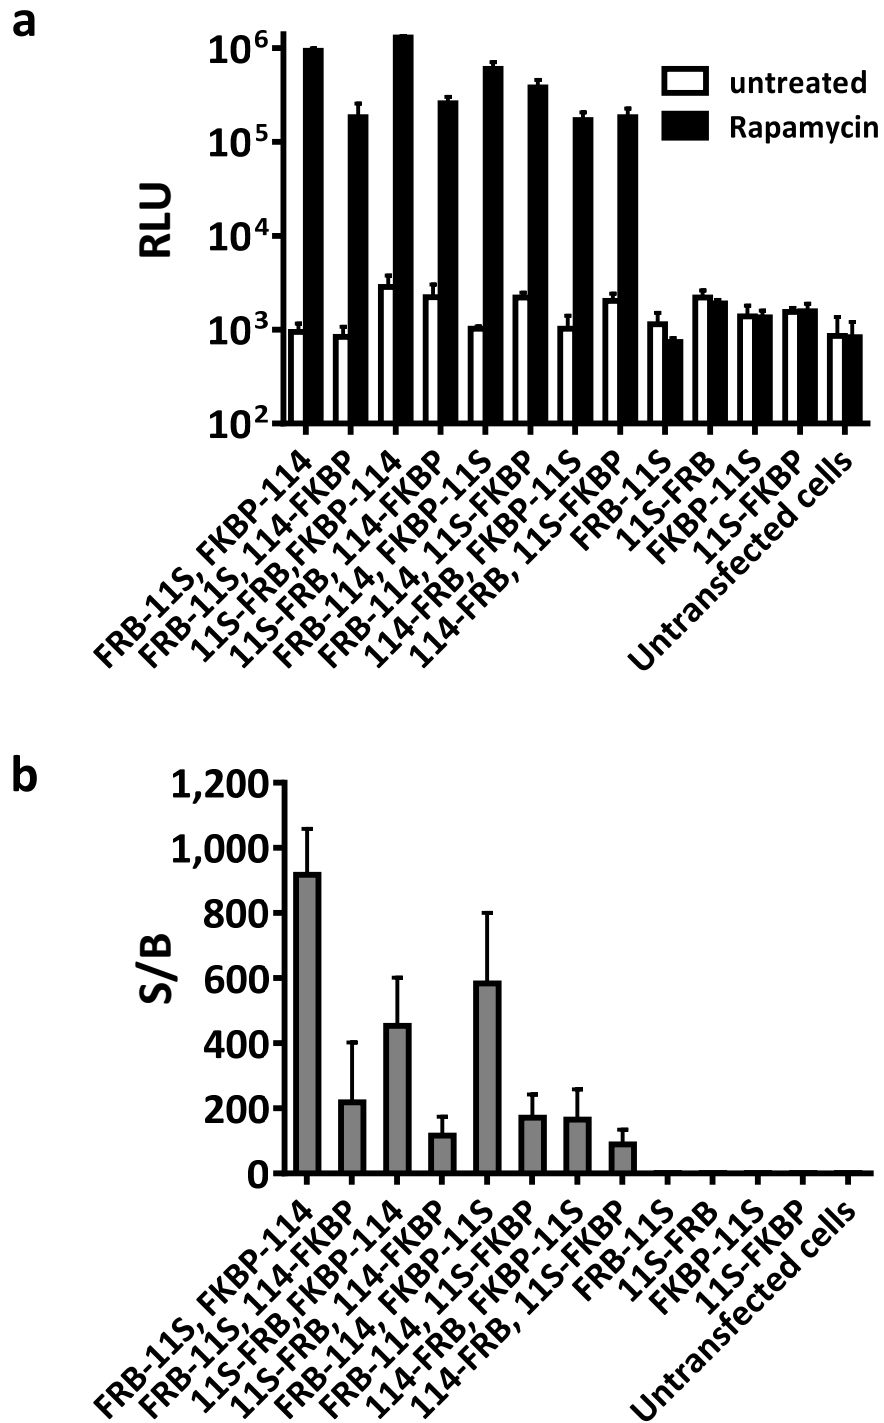 a
10⁶
10⁵
10⁴
10³
10²
RLU
untreated
Rapamycin
FRB-11S, FKBP-114
FRB-11S, 114-FKBP
11S-FRB,FKBP-114
11S-FRB, 114-FKBP
FRB-114, FKBP-11S
FRB-114, 11S-FKBP
114-FRB, FKBP-11S
114-FRB, 11S-FKBP
FRB-11S
11S-FRB
FKBP-11S
11S-FKBP
Untransfected cells
b
1,200
1,000
800
600
400
200
0
S/B
FRB-11S, FKBP-114
FRB-11S, 114-FKBP
11S-FRB,FKBP-114
11S-FRB, 114-FKBP
FRB-114, FKBP-11S
FRB-114, 11S-FKBP
114-FRB, FKBP-11S
114-FRB, 11S-FKBP
FRB-11S
11S-FRB
FKBP-11S
11S-FKBP
Untransfected cells